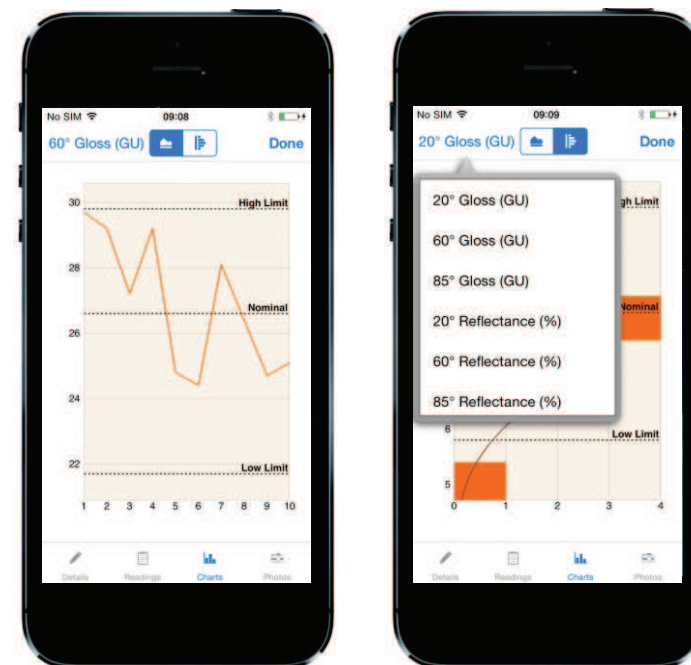 No SIM 09:08
60° Gloss (GU) Done
30
High Limit
28
Nominal
26
24
22
Low Limit
1 2 3 4 5 6 7 8 9 10
Details Readings Charts Photos
No SIM 09:09
20° Gloss (GU) Done
20° Gloss (GU)
gh Limit
60° Gloss (GU)
85° Gloss (GU)
20° Reflectance (%)
Nominal
60° Reflectance (%)
85° Reflectance (%)
6
Low Limit
5
0 1 2 3 4
Details Readings Charts Photos